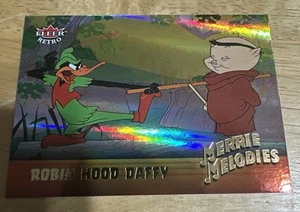 FLEER
RETRO
ROBIN HOOD DAFFY
MERRIE
MELODIES